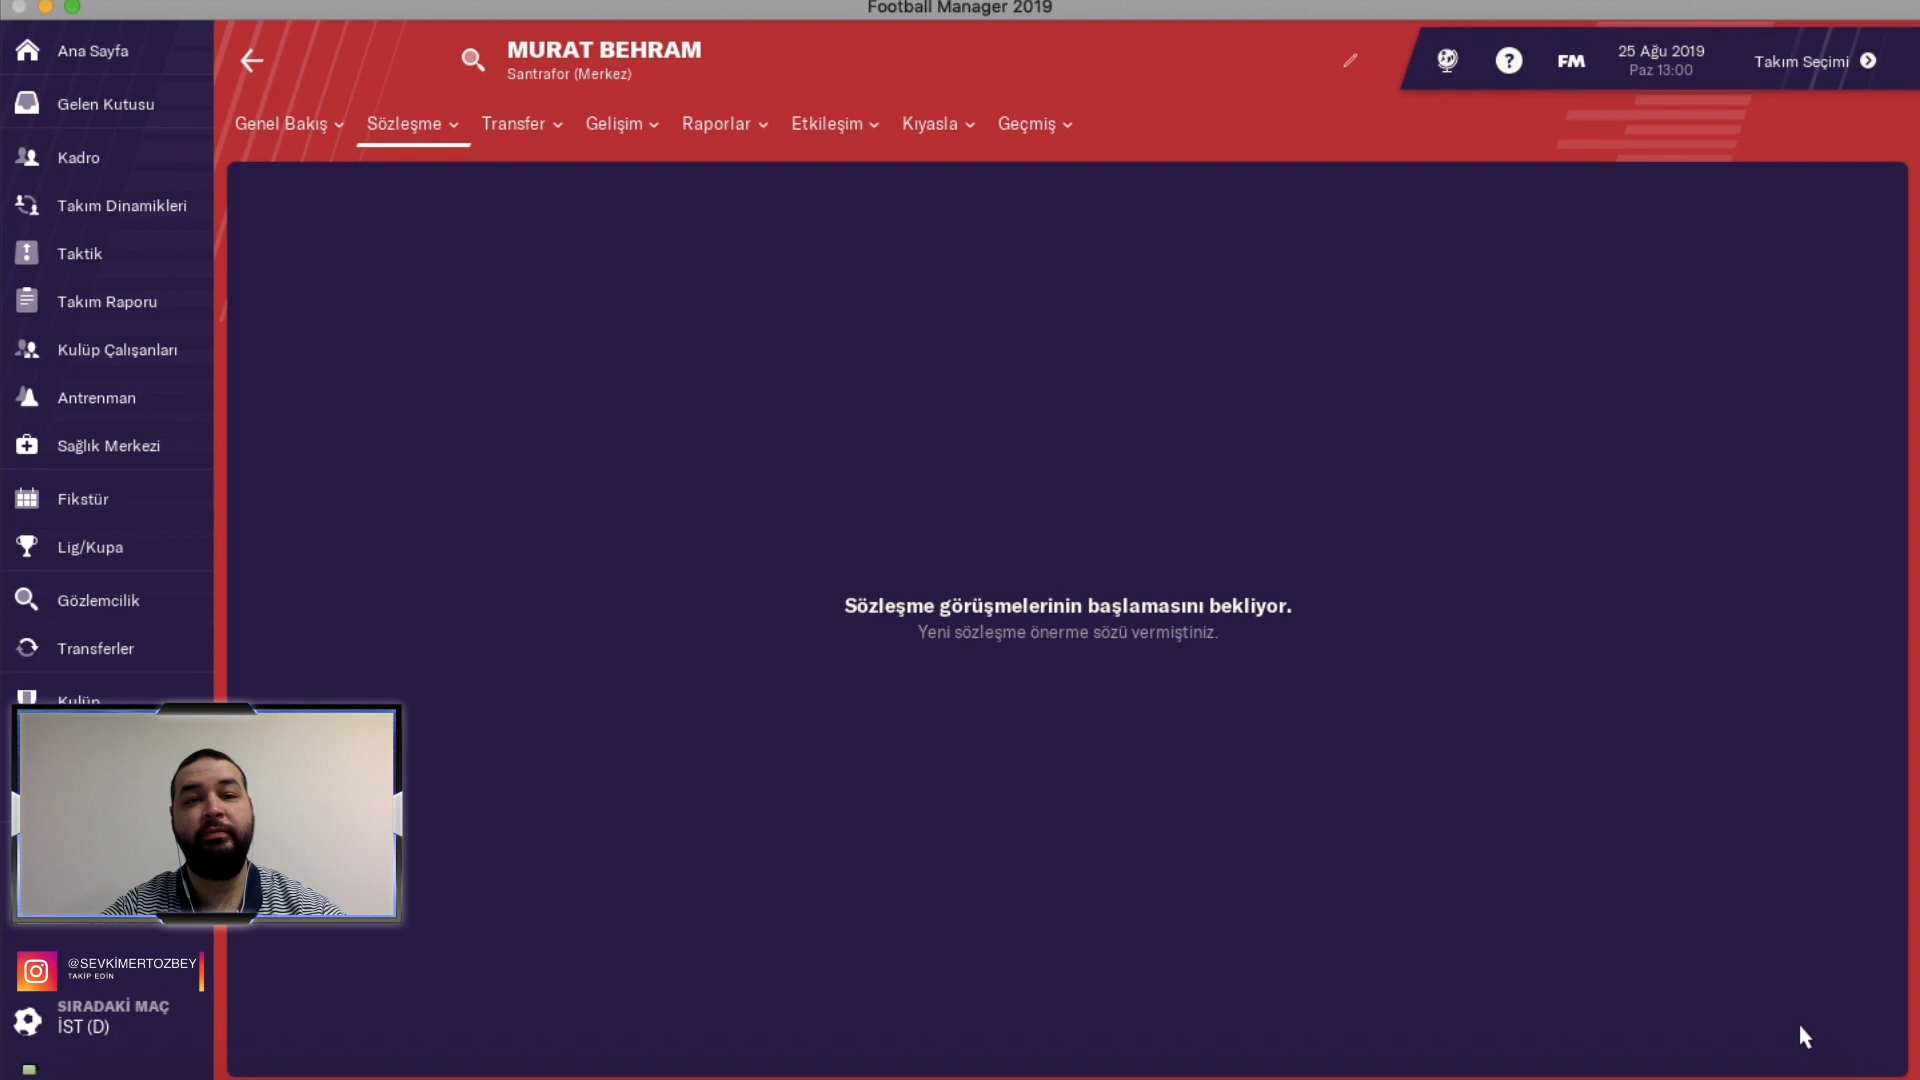 Football Manager 2019
Ana Sayfa
Gelen Kutusu
Kadro
Takım Dinamikleri
Taktik
Takım Raporu
Kulüp Çalışanları
Antrenman
Sağlık Merkezi
Fikstür
Lig/Kupa
Gözlemcilik
Transferler
Kulüp
@SEVKİMERTOZBEY
TAKİP EDİN
SIRADAKİ MAÇ
İST (D)
MURAT BEHRAM
Santrafor (Merkez)
?
FM
25 Ağu 2019
Paz 13:00
Takım Seçimi
Genel Bakış Sözleşme Transfer Gelişim Raporlar Etkileşim Kıyasla Geçmiş
Sözleşme görüşmelerinin başlamasını bekliyor.
Yeni sözleşme önerme sözü vermiştiniz.